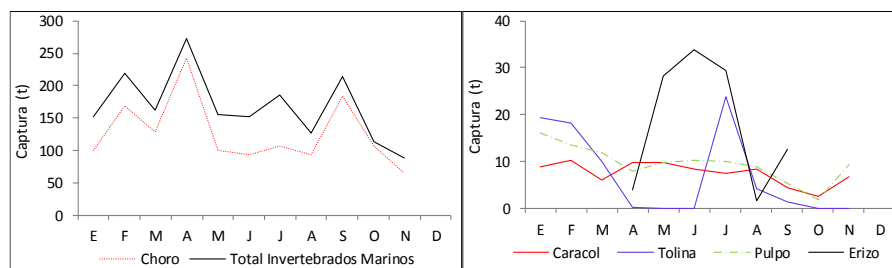 Captura (t)
300
250
200
150
100
50
0
E F M A M J J A S O N D
Choro Total Invertebrados Marinos
Captura (t)
40
30
20
10
0
E F M A M J J A S O N D
Caracol Tolina Pulpo Erizo